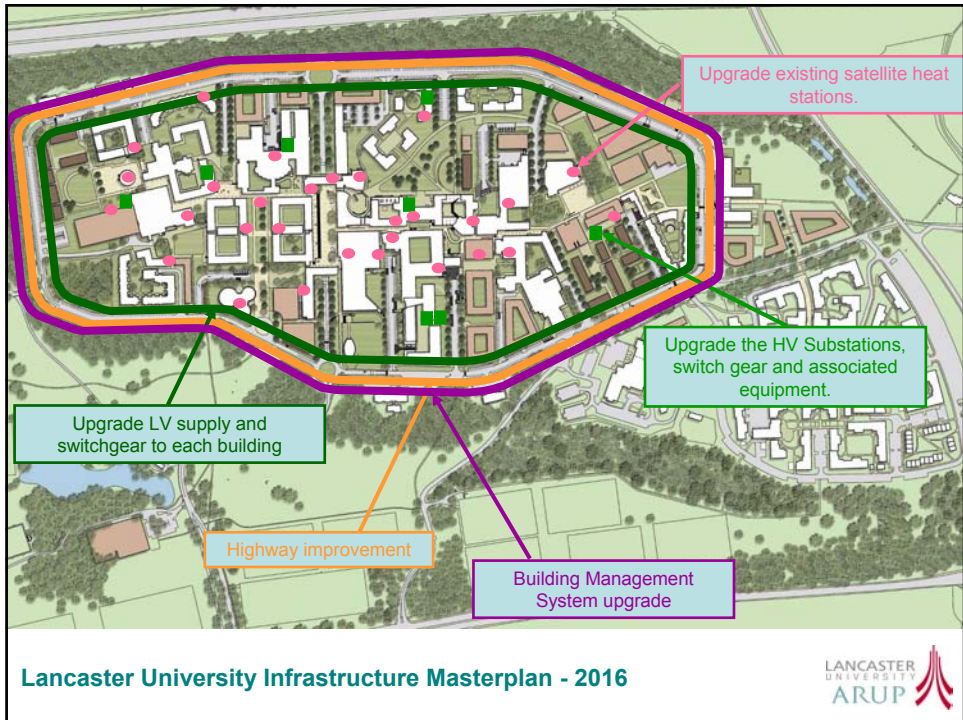 Upgrade existing satellite heat
stations.
Upgrade the HV Substations,
switch gear and associated
equipment.
Upgrade LV supply and
switchgear to each building
Highway improvement
Building Management
System upgrade
Lancaster University Infrastructure Masterplan - 2016
LANCASTER
UNIVERSITY
ARUP